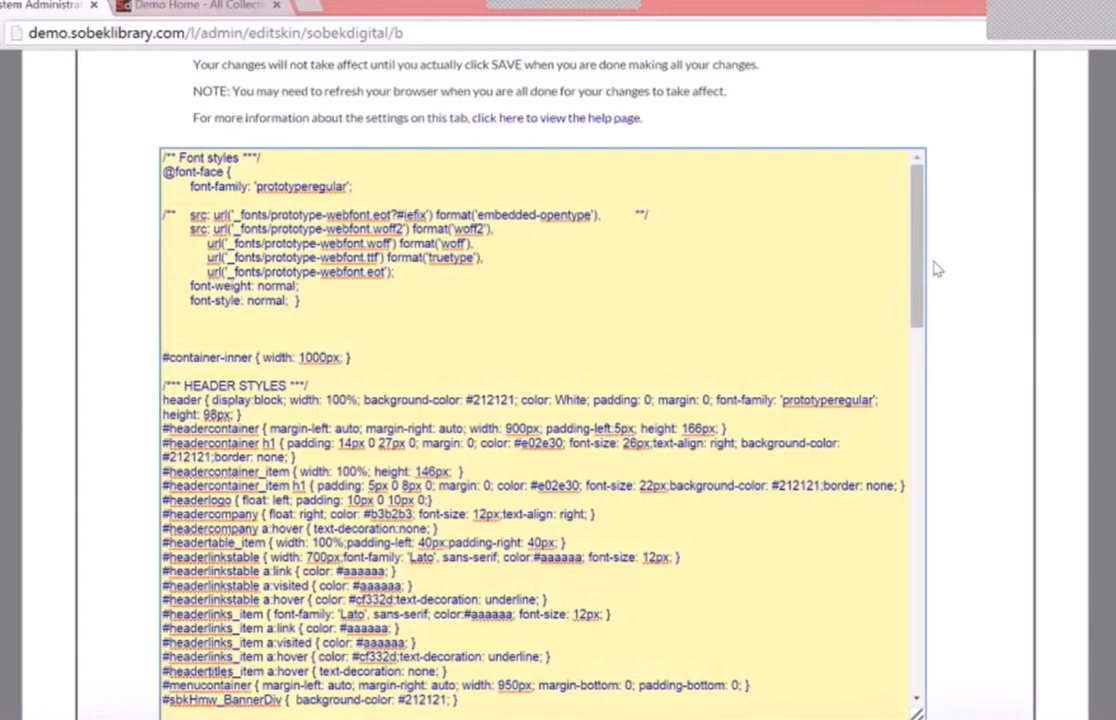 stem Administra
Demo Home - All Collecti
demo.sobeklibrary.com/l/admin/editskin/sobekdigital/b
Your changes will not take affect until you actually click SAVE when you are done making all your changes.
NOTE: You may need to refresh your browser when you are all done for your changes to take affect.
For more information about the settings on this tab, click here to view the help page.
/** Font styles ***/
@font-face {
font-family: 'prototyperegular';
/** src: url('_fonts/prototype-webfont.eot?#iefix') format('embedded-opentype'), **/
src: url('_fonts/prototype-webfont.woff2') format('woff2'),
url('_fonts/prototype-webfont.woff') format('woff'),
url('_fonts/prototype-webfont.ttf') format('truetype'),
url('_fonts/prototype-webfont.eot');
font-weight: normal;
font-style: normal; }
#container-inner { width: 1000px; }
/*** HEADER STYLES ***/
header { display:block; width: 100%; background-color: #212121; color: White; padding: 0; margin: 0; font-family: 'prototyperegular';
height: 98px; }
#headercontainer { margin-left: auto; margin-right: auto; width: 900px; padding-left:5px; height: 166px; }
#headercontainer h1 { padding: 14px 0 27px 0; margin: 0; color: #e02e30; font-size: 26px;text-align: right; background-color:
#212121;border: none; }
#headercontainer_item { width: 100%; height: 146px; }
#headercontainer_item h1 { padding: 5px 0 8px 0; margin: 0; color: #e02e30; font-size: 22px;background-color: #212121;border: none; }
#headerlogo { float: left; padding: 10px 0 10px 0;}
#headercompany { float: right; color: #b3b2b3; font-size: 12px;text-align: right; }
#headercompany a:hover { text-decoration:none; }
#headertable_item { width: 100%;padding-left: 40px;padding-right: 40px; }
#headerlinkstable { width: 700px;font-family: 'Lato', sans-serif; color:#aaaaaa; font-size: 12px; }
#headerlinkstable a:link { color: #aaaaaa; }
#headerlinkstable a:visited { color: #aaaaaa; }
#headerlinkstable a:hover { color: #cf332d;text-decoration: underline; }
#headerlinks_item { font-family: 'Lato', sans-serif; color:#aaaaaa; font-size: 12px; }
#headerlinks_item a:link { color: #aaaaaa; }
#headerlinks_item a:visited { color: #aaaaaa; }
#headerlinks_item a:hover { color: #cf332d;text-decoration: underline; }
#headertitles_item a:hover { text-decoration: none; }
#menucontainer { margin-left: auto; margin-right: auto; width: 950px; margin-bottom: 0; padding-bottom: 0; }
#sbkHmw_BannerDiv { background-color: #212121; }